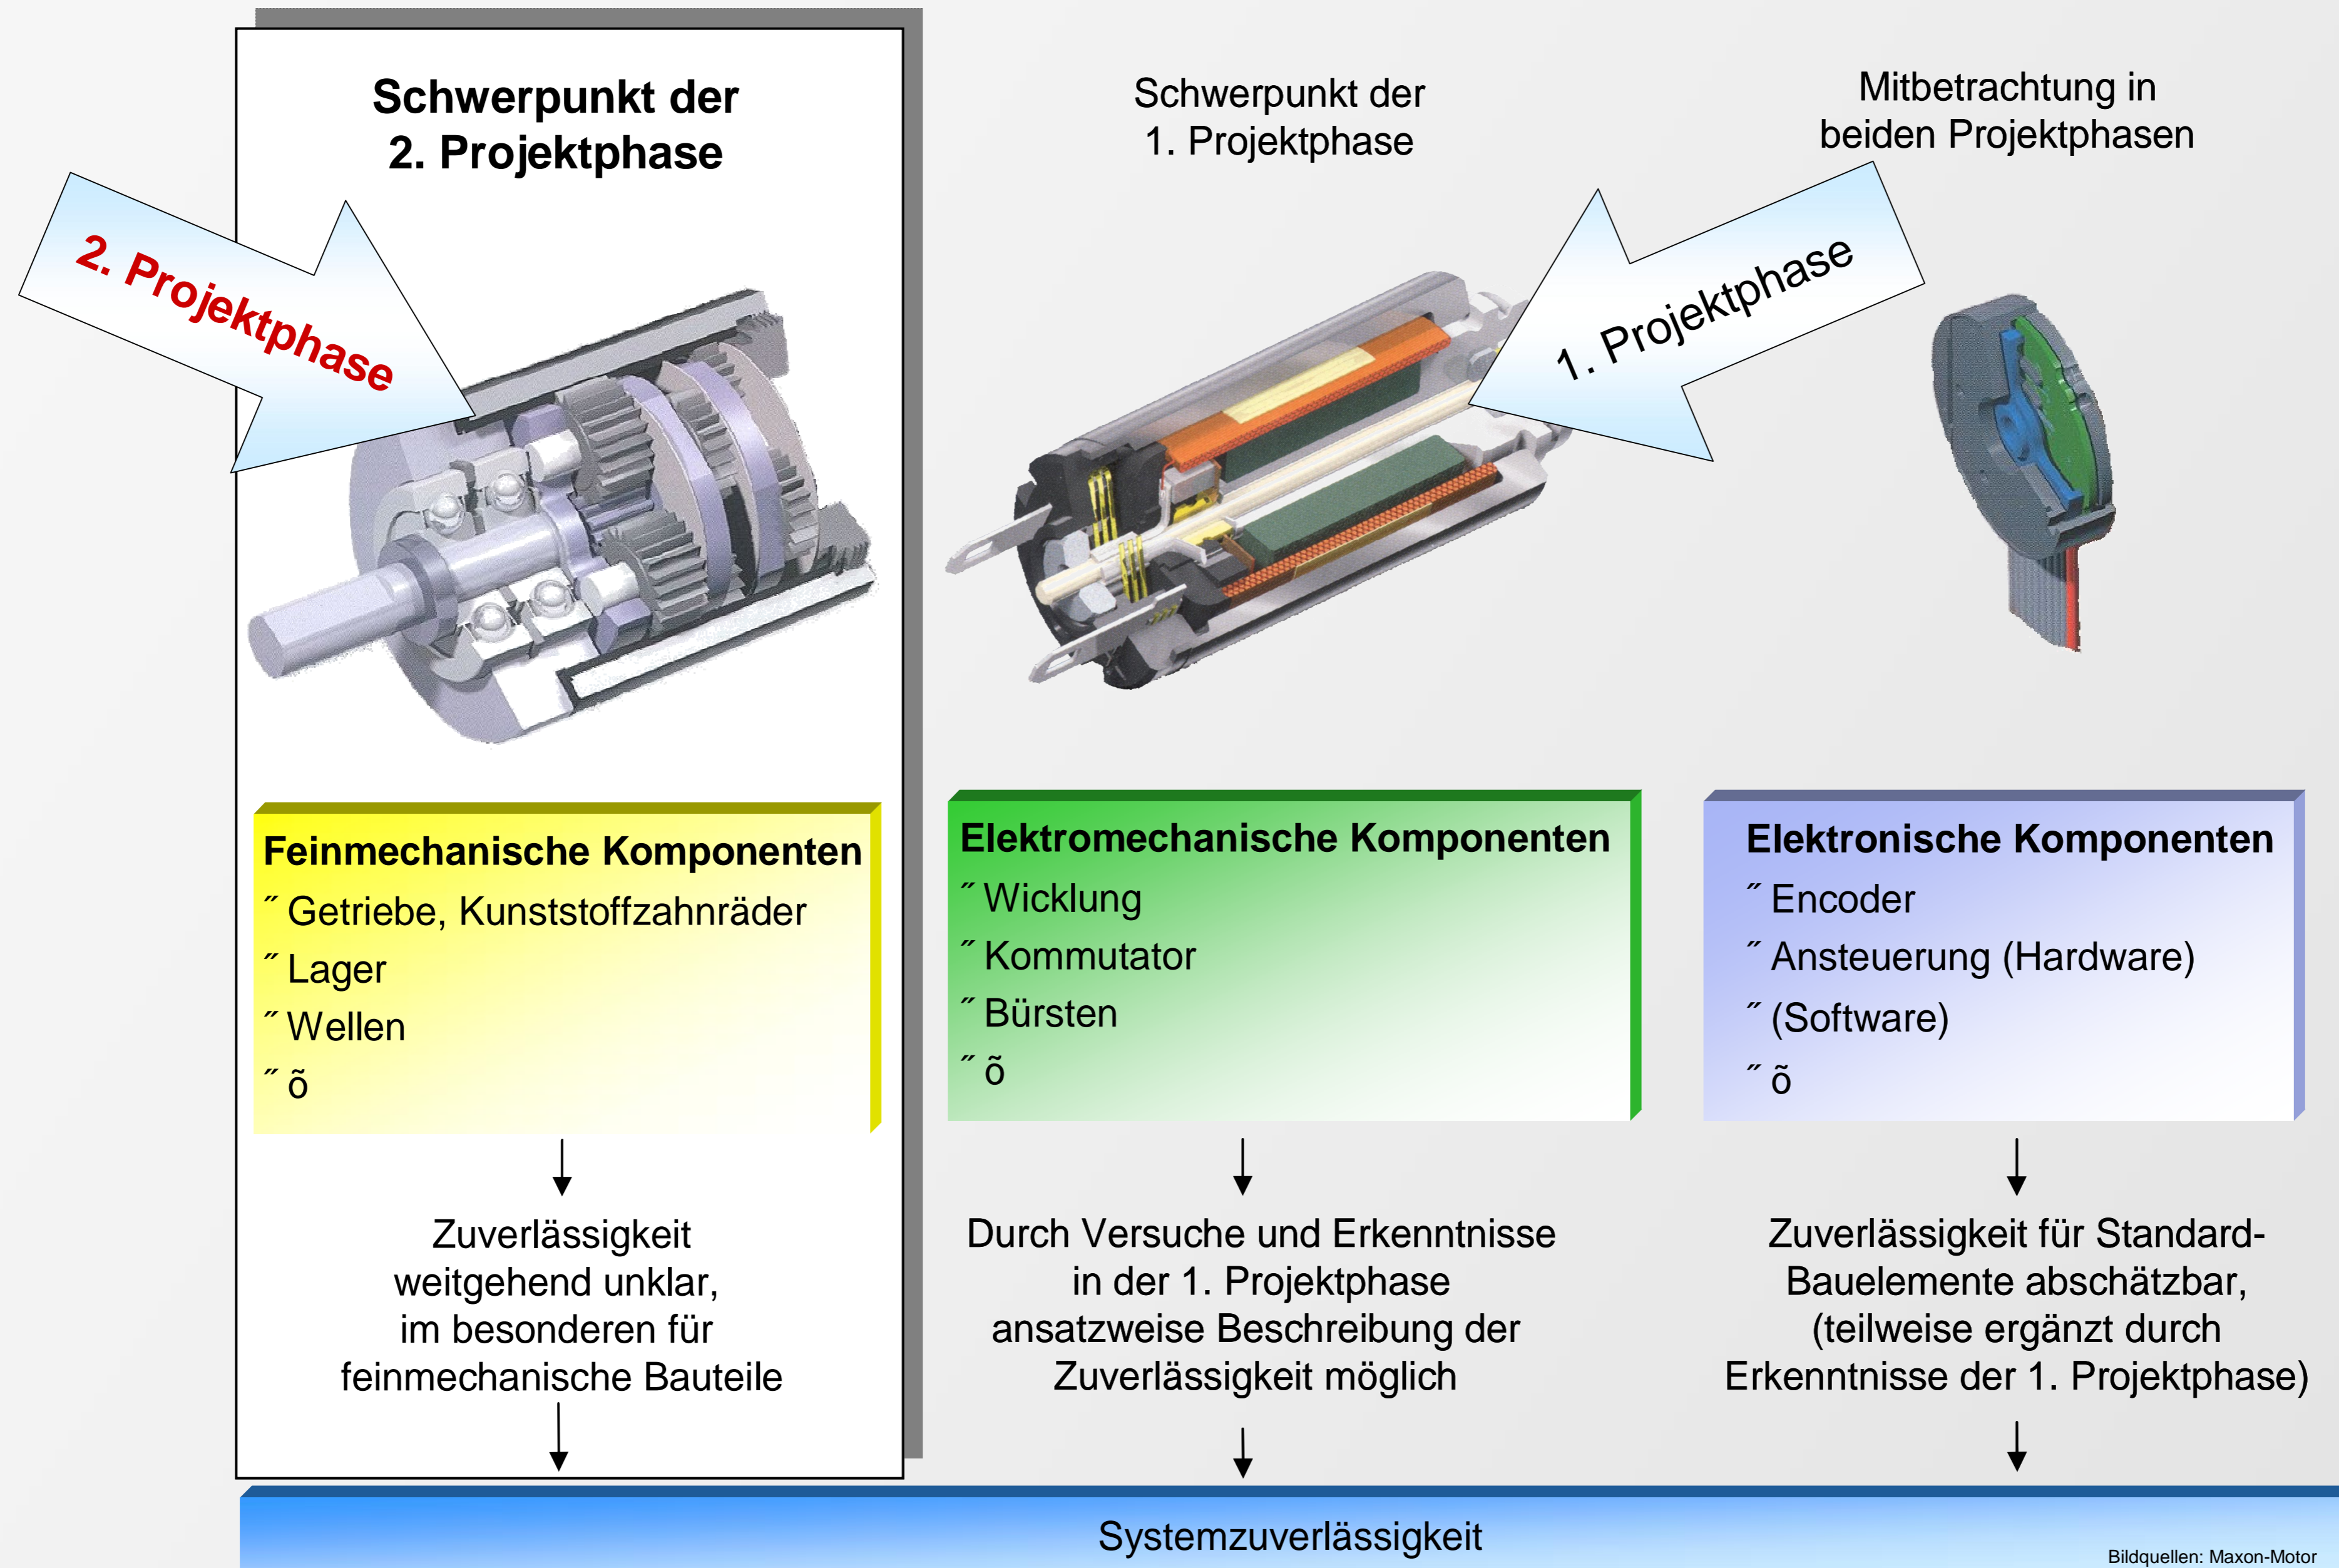 Schwerpunkt der
2. Projektphase
2. Projektphase
Feinmechanische Komponenten
˝ Getriebe, Kunststoffzahnräder
˝ Lager
˝ Wellen
˝ õ
Zuverlässigkeit
weitgehend unklar,
im besonderen für
feinmechanische Bauteile
Schwerpunkt der
1. Projektphase
1. Projektphase
Elektromechanische Komponenten
˝ Wicklung
˝ Kommutator
˝ Bürsten
˝ õ
Durch Versuche und Erkenntnisse
in der 1. Projektphase
ansatzweise Beschreibung der
Zuverlässigkeit möglich
Mitbetrachtung in
beiden Projektphasen
Elektronische Komponenten
˝ Encoder
˝ Ansteuerung (Hardware)
˝ (Software)
˝ õ
Zuverlässigkeit für Standard-
Bauelemente abschätzbar,
(teilweise ergänzt durch
Erkenntnisse der 1. Projektphase)
Systemzuverlässigkeit
Bildquellen: Maxon-Motor